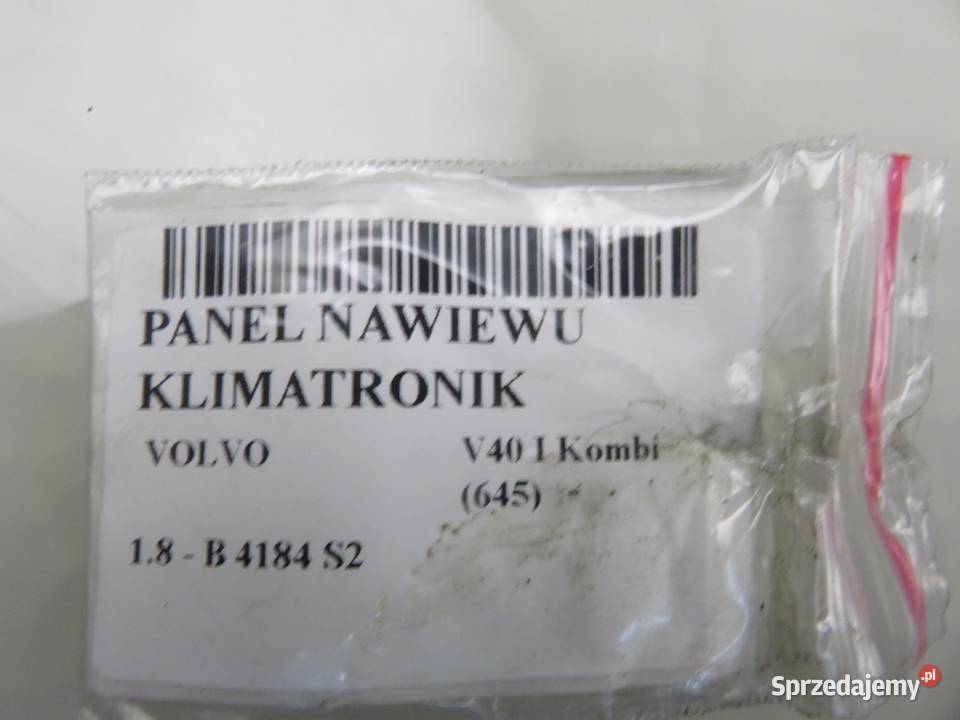 PANEL NAWIEWU
KLIMATRONIK
VOLVO V40 I Kombi
(645)
1.8 - B 4184 S2
Sprzedajemy.pl